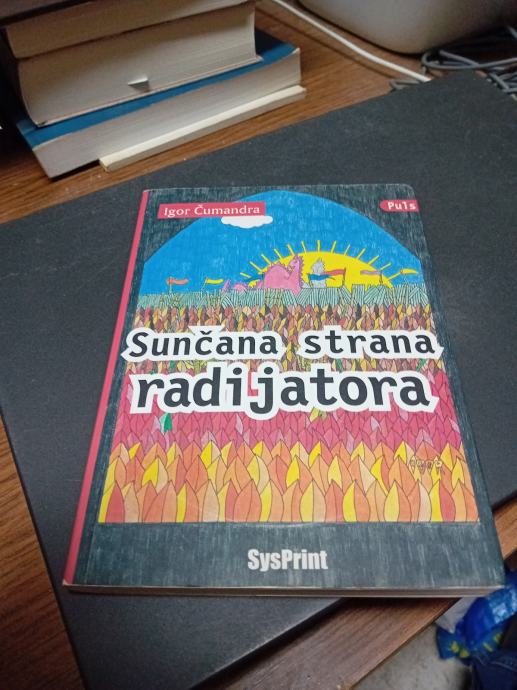 Igor Čumandra
Puls
Sunčana strana
radijatora
SysPrint